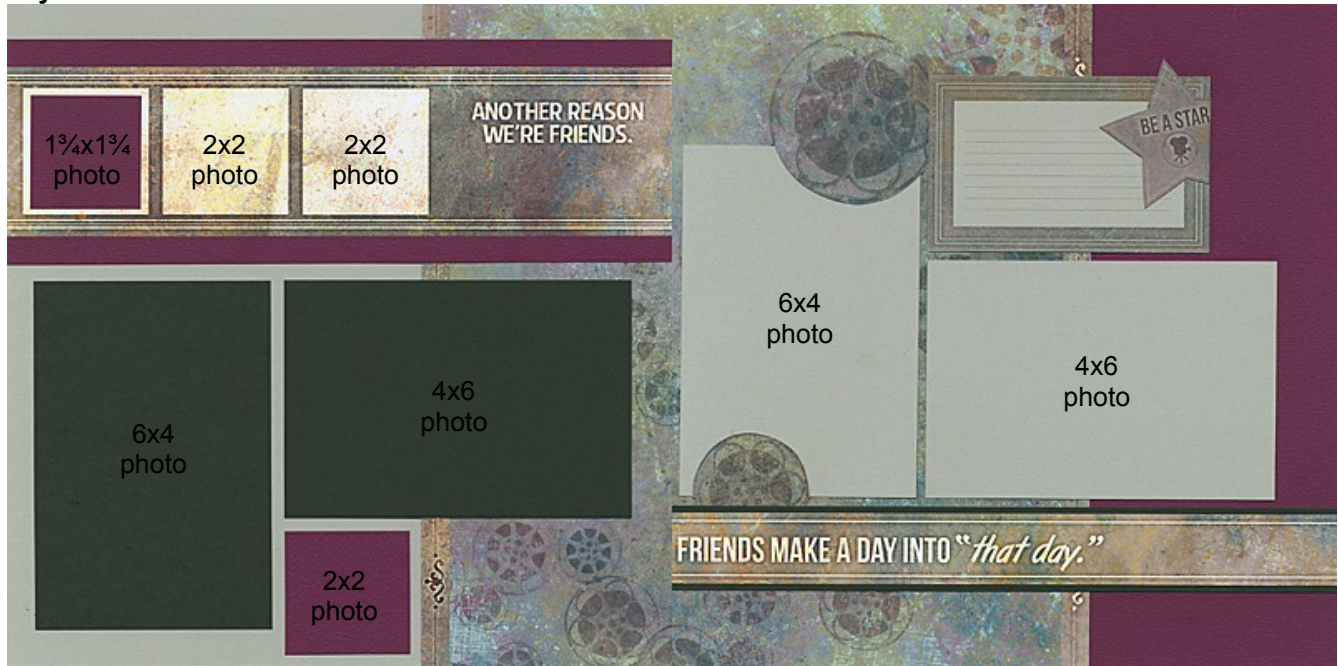 1¾x1¾
photo
2x2
photo
2x2
photo
ANOTHER REASON
WE'RE FRIENDS.
6x4
photo
4x6
photo
2x2
photo
BE A STAR
6x4
photo
4x6
photo
FRIENDS MAKE A DAY INTO “that day.”